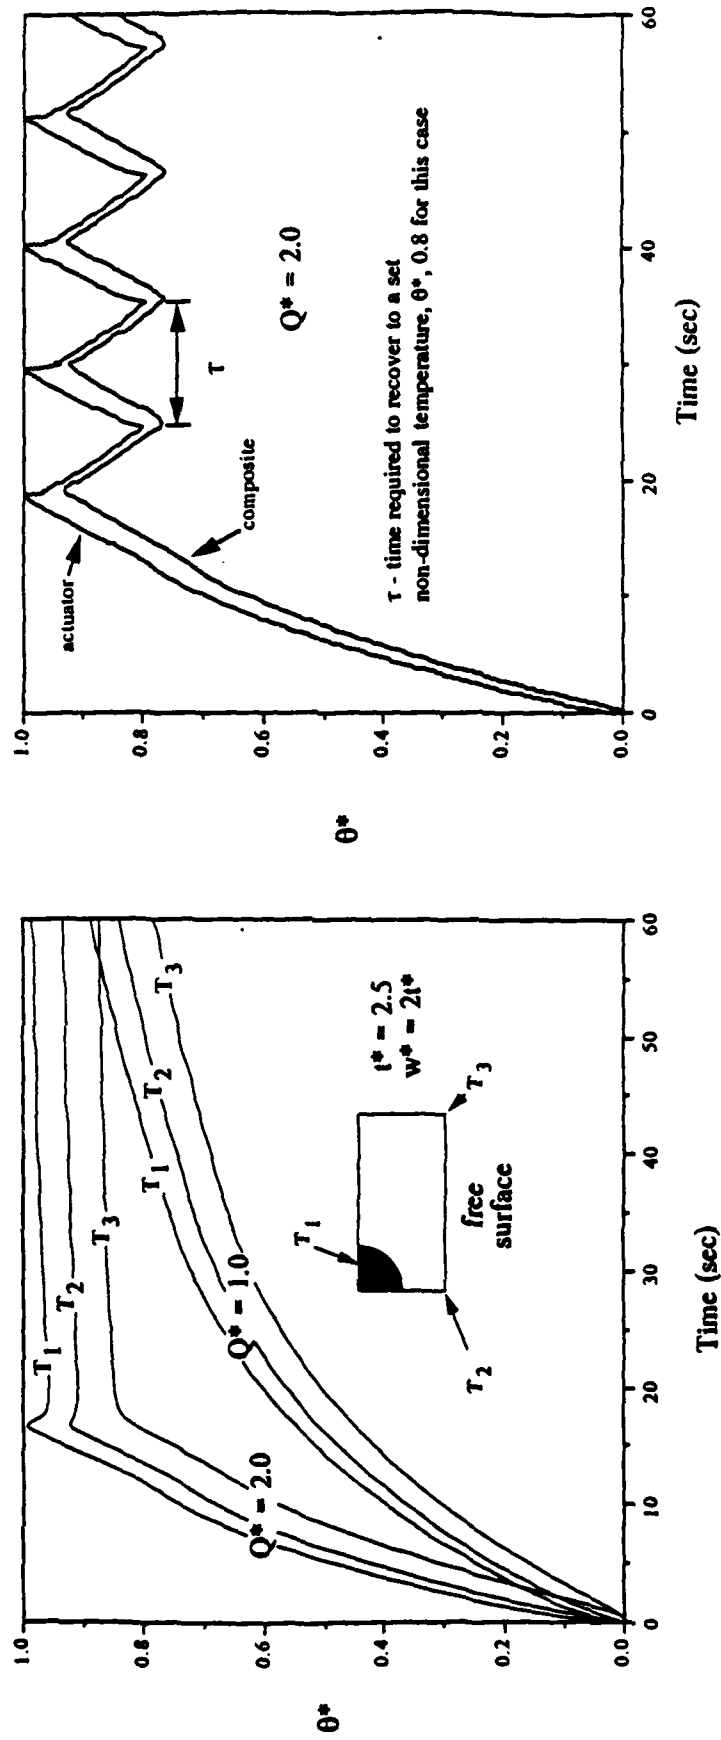 θ*
1.0
0.8
0.6
0.4
0.2
0.0
0
10
20
30
40
50
60
Time (sec)
T1
T2
T3
Q* = 2.0
Q* = 1.0
T1
T2
T3
T1
T2
T3
free
surface
t* = 2.5
w* = 2t*
θ*
1.0
0.8
0.6
0.4
0.2
0.0
0
20
40
60
Time (sec)
actuator
composite
τ
Q* = 2.0
τ - time required to recover to a set
non-dimensional temperature, θ*, 0.8 for this case